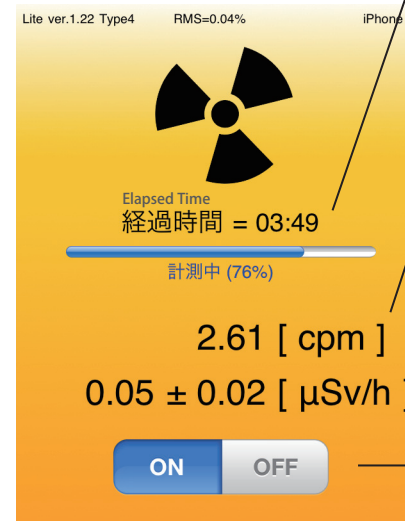 Lite ver.1.22 Type4 RMS=0.04% iPhone
Elapsed Time
経過時間 = 03:49
計測中 (76%)
2.61 [ cpm ]
0.05 ± 0.02 [ μSv/h ]
ON OFF